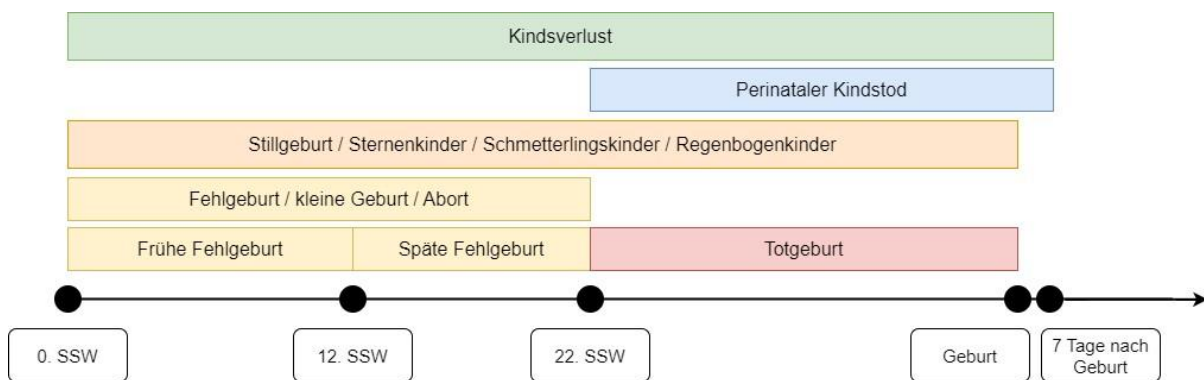 Kindsverlust
Perinataler Kindstod
Stillgeburt / Sternenkinder / Schmetterlingskinder / Regenbogenkinder
Fehlgeburt / kleine Geburt / Abort
Frühe Fehlgeburt
Späte Fehlgeburt
Totgeburt
0. SSW
12. SSW
22. SSW
Geburt
7 Tage nach
Geburt